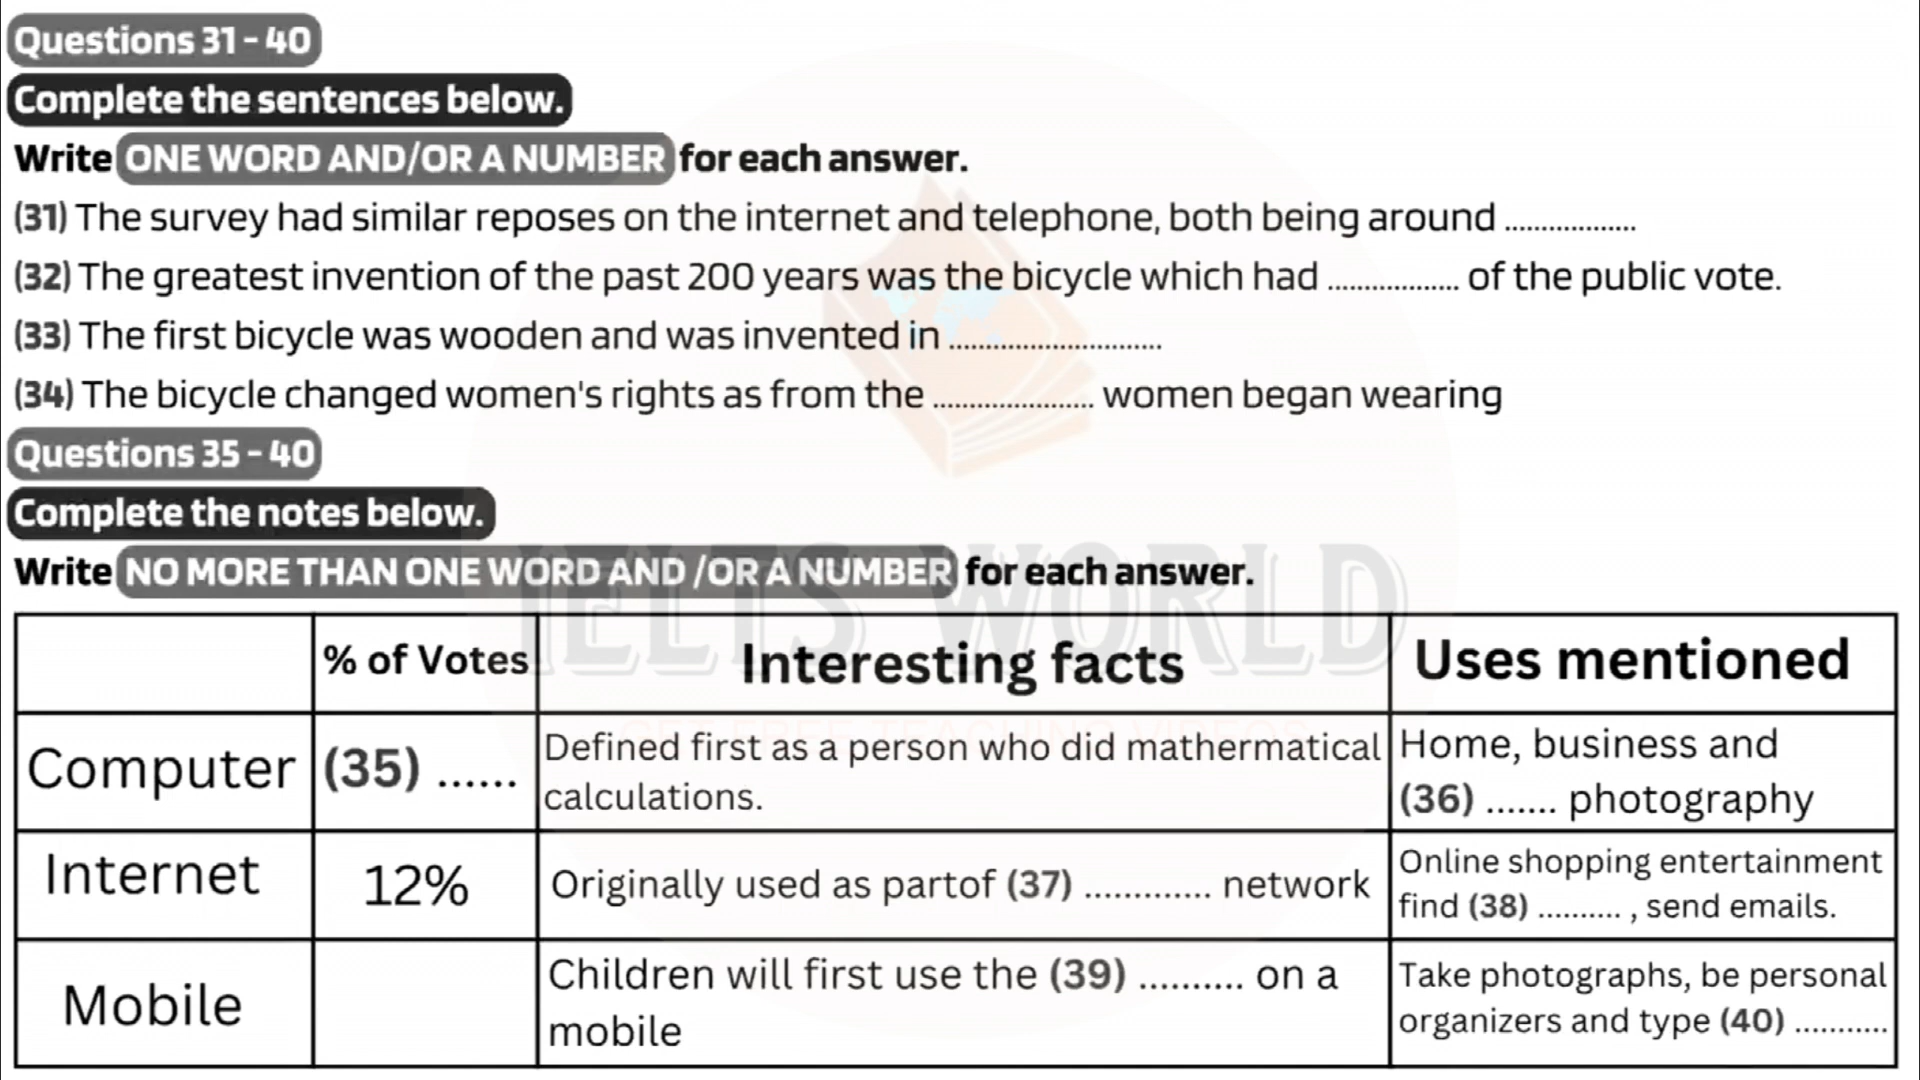 Questions 31 - 40
Complete the sentences below.
Write ONE WORD AND/OR A NUMBER for each answer.
(31) The survey had similar reposes on the internet and telephone, both being around ..................
(32) The greatest invention of the past 200 years was the bicycle which had .................. of the public vote.
(33) The first bicycle was wooden and was invented in .............................
(34) The bicycle changed women's rights as from the ...................... women began wearing
Questions 35 - 40
Complete the notes below.
Write NO MORE THAN ONE WORD AND /OR A NUMBER for each answer.
IELTS WORLD
GET FREE TEACHING VIDEOS
% of Votes
Interesting facts
Uses mentioned
Computer
(35) ......
Defined first as a person who did mathermatical
calculations.
Home, business and
(36) ....... photography
Internet
12%
Originally used as partof (37) ............. network
Online shopping entertainment
find (38) .......... , send emails.
Mobile
Children will first use the (39) .......... on a
mobile
Take photographs, be personal
organizers and type (40) ...........